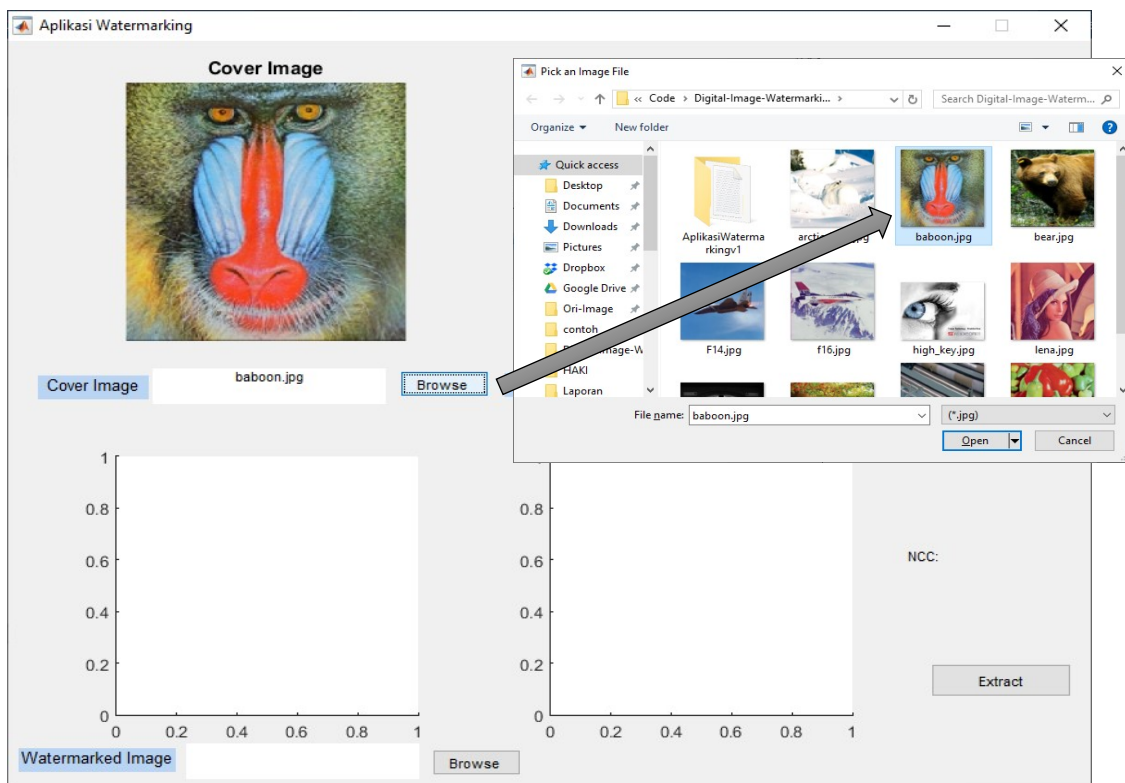 Aplikasi Watermarking
Cover Image
Cover Image
baboon.jpg
Browse
Pick an Image File
« Code > Digital-Image-Watermarki... >
Search Digital-Image-Waterm...
Organize
New folder
Quick access
Desktop
Documents
Downloads
Pictures
Dropbox
Google Drive
Ori-Image
contoh
HAKI
Laporan
AplikasiWaterma
rkingv1
baboon.jpg
bear.jpg
F14.jpg
f16.jpg
high_key.jpg
lena.jpg
File name:
baboon.jpg
(*.jpg)
Open
Cancel
1
0.8
0.6
0.4
0.2
0
0
0.2
0.4
0.6
0.8
1
0.8
0.6
0.4
0.2
0
0
0.2
0.4
0.6
0.8
1
NCC:
Extract
Watermarked Image
Browse